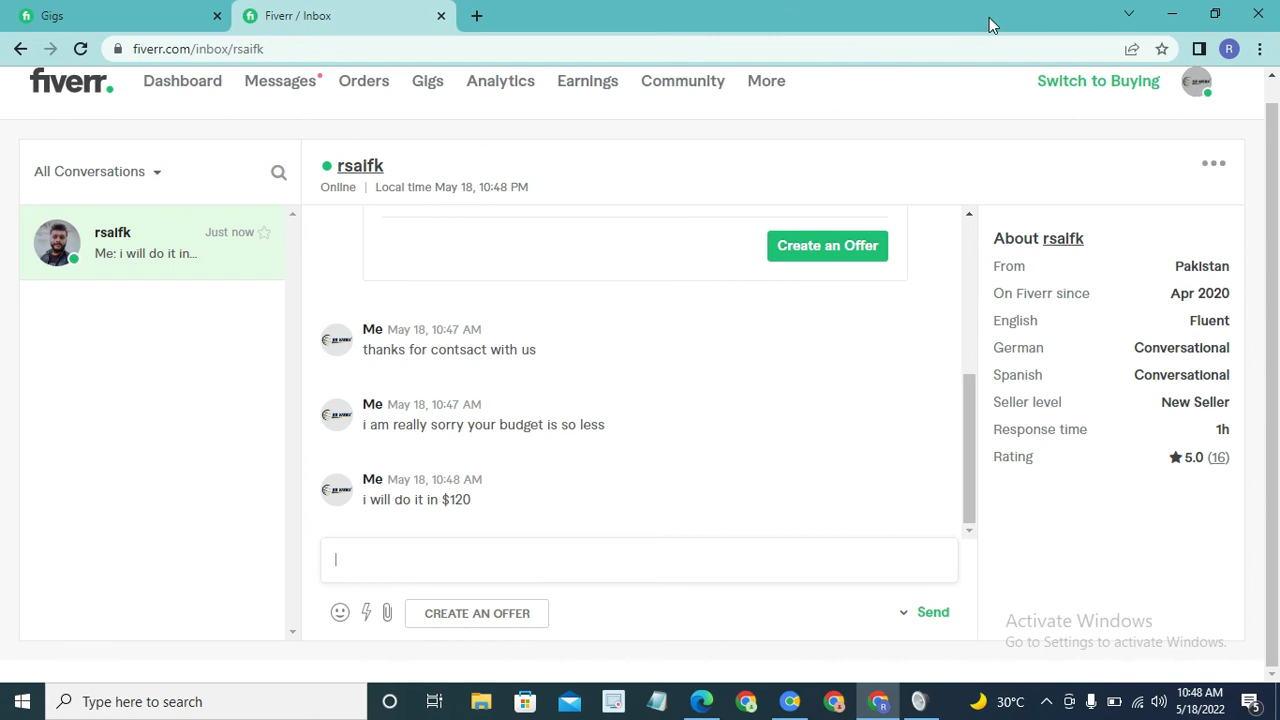 Gigs
Fiverr / Inbox
fiverr.com/inbox/rsaifk
R
fiverr.
Dashboard Messages Orders Gigs Analytics Earnings Community More
Switch to Buying
All Conversations
rsaifk
Online | Local time May 18, 10:48 PM
rsaifk
Just now
Me: i will do it in...
Create an Offer
Me May 18, 10:47 AM
thanks for contsact with us
Me May 18, 10:47 AM
i am really sorry your budget is so less
Me May 18, 10:48 AM
i will do it in $120
CREATE AN OFFER
Send
About rsaifk
From Pakistan
On Fiverr since Apr 2020
English Fluent
German Conversational
Spanish Conversational
Seller level New Seller
Response time 1h
Rating 5.0 (16)
Activate Windows
Go to Settings to activate Windows.
Type here to search
30°C
10:48 AM
5/18/2022
5